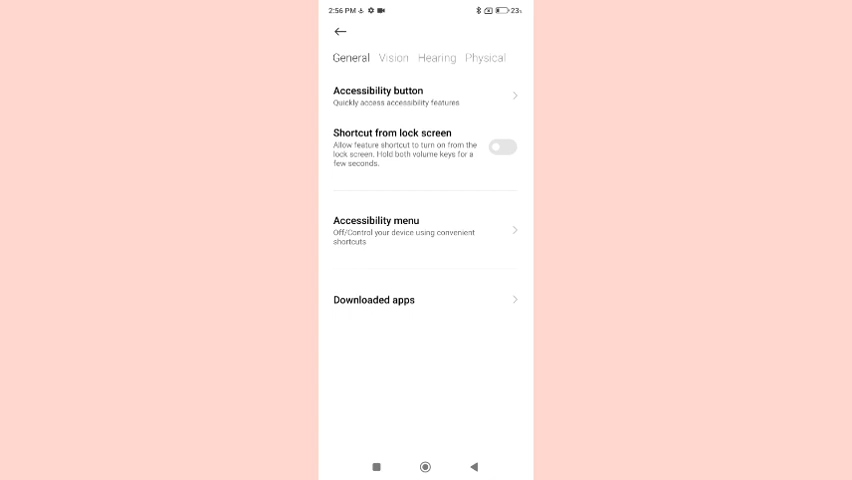 2:56 PM 23%
General Vision Hearing Physical
Accessibility button
Quickly access accessibility features
Shortcut from lock screen
Allow feature shortcut to turn on from the
lock screen. Hold both volume keys for a
few seconds.
Accessibility menu
Off/Control your device using convenient
shortcuts
Downloaded apps